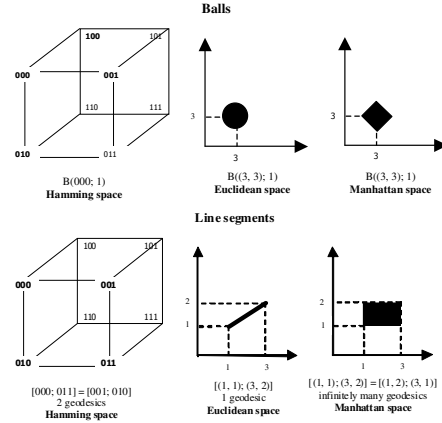 Balls
100 101
000 001
110 111
010 011
B(000; 1)
Hamming space
3
3
B((3, 3); 1)
Euclidean space
3
3
B((3, 3); 1)
Manhattan space
Line segments
100 101
000 001
110 111
010 011
[000; 011] = [001; 010]
2 geodesics
Hamming space
2
1
1 3
[(1, 1); (3, 2)]
1 geodesic
Euclidean space
2
1
1 3
[(1, 1); (3, 2)] = [(1, 2); (3, 1)]
infinitely many geodesics
Manhattan space